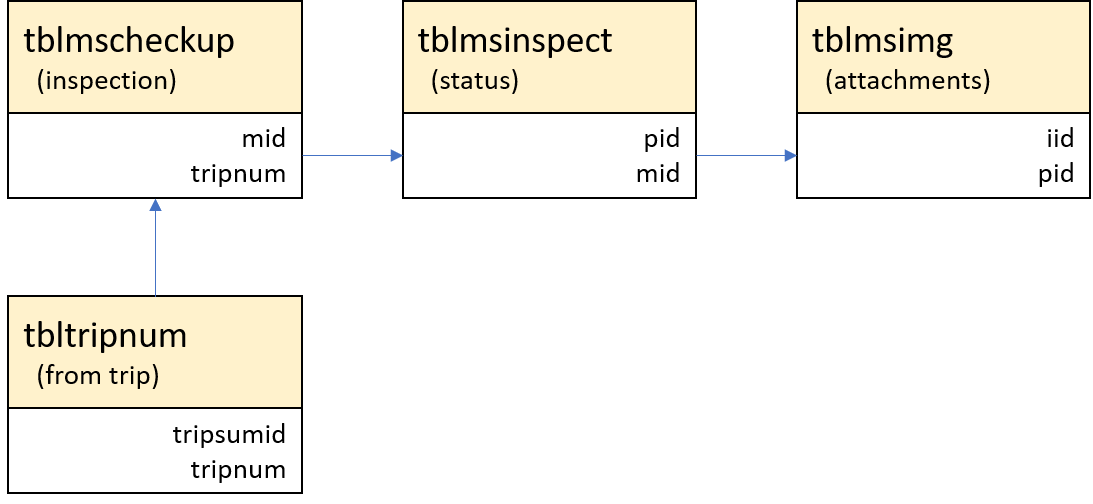 tblmscheckup
(inspection)
mid
tripnum
tblmsinspect
(status)
pid
mid
tblmsimg
(attachments)
iid
pid
tbltripnum
(from trip)
tripsumid
tripnum